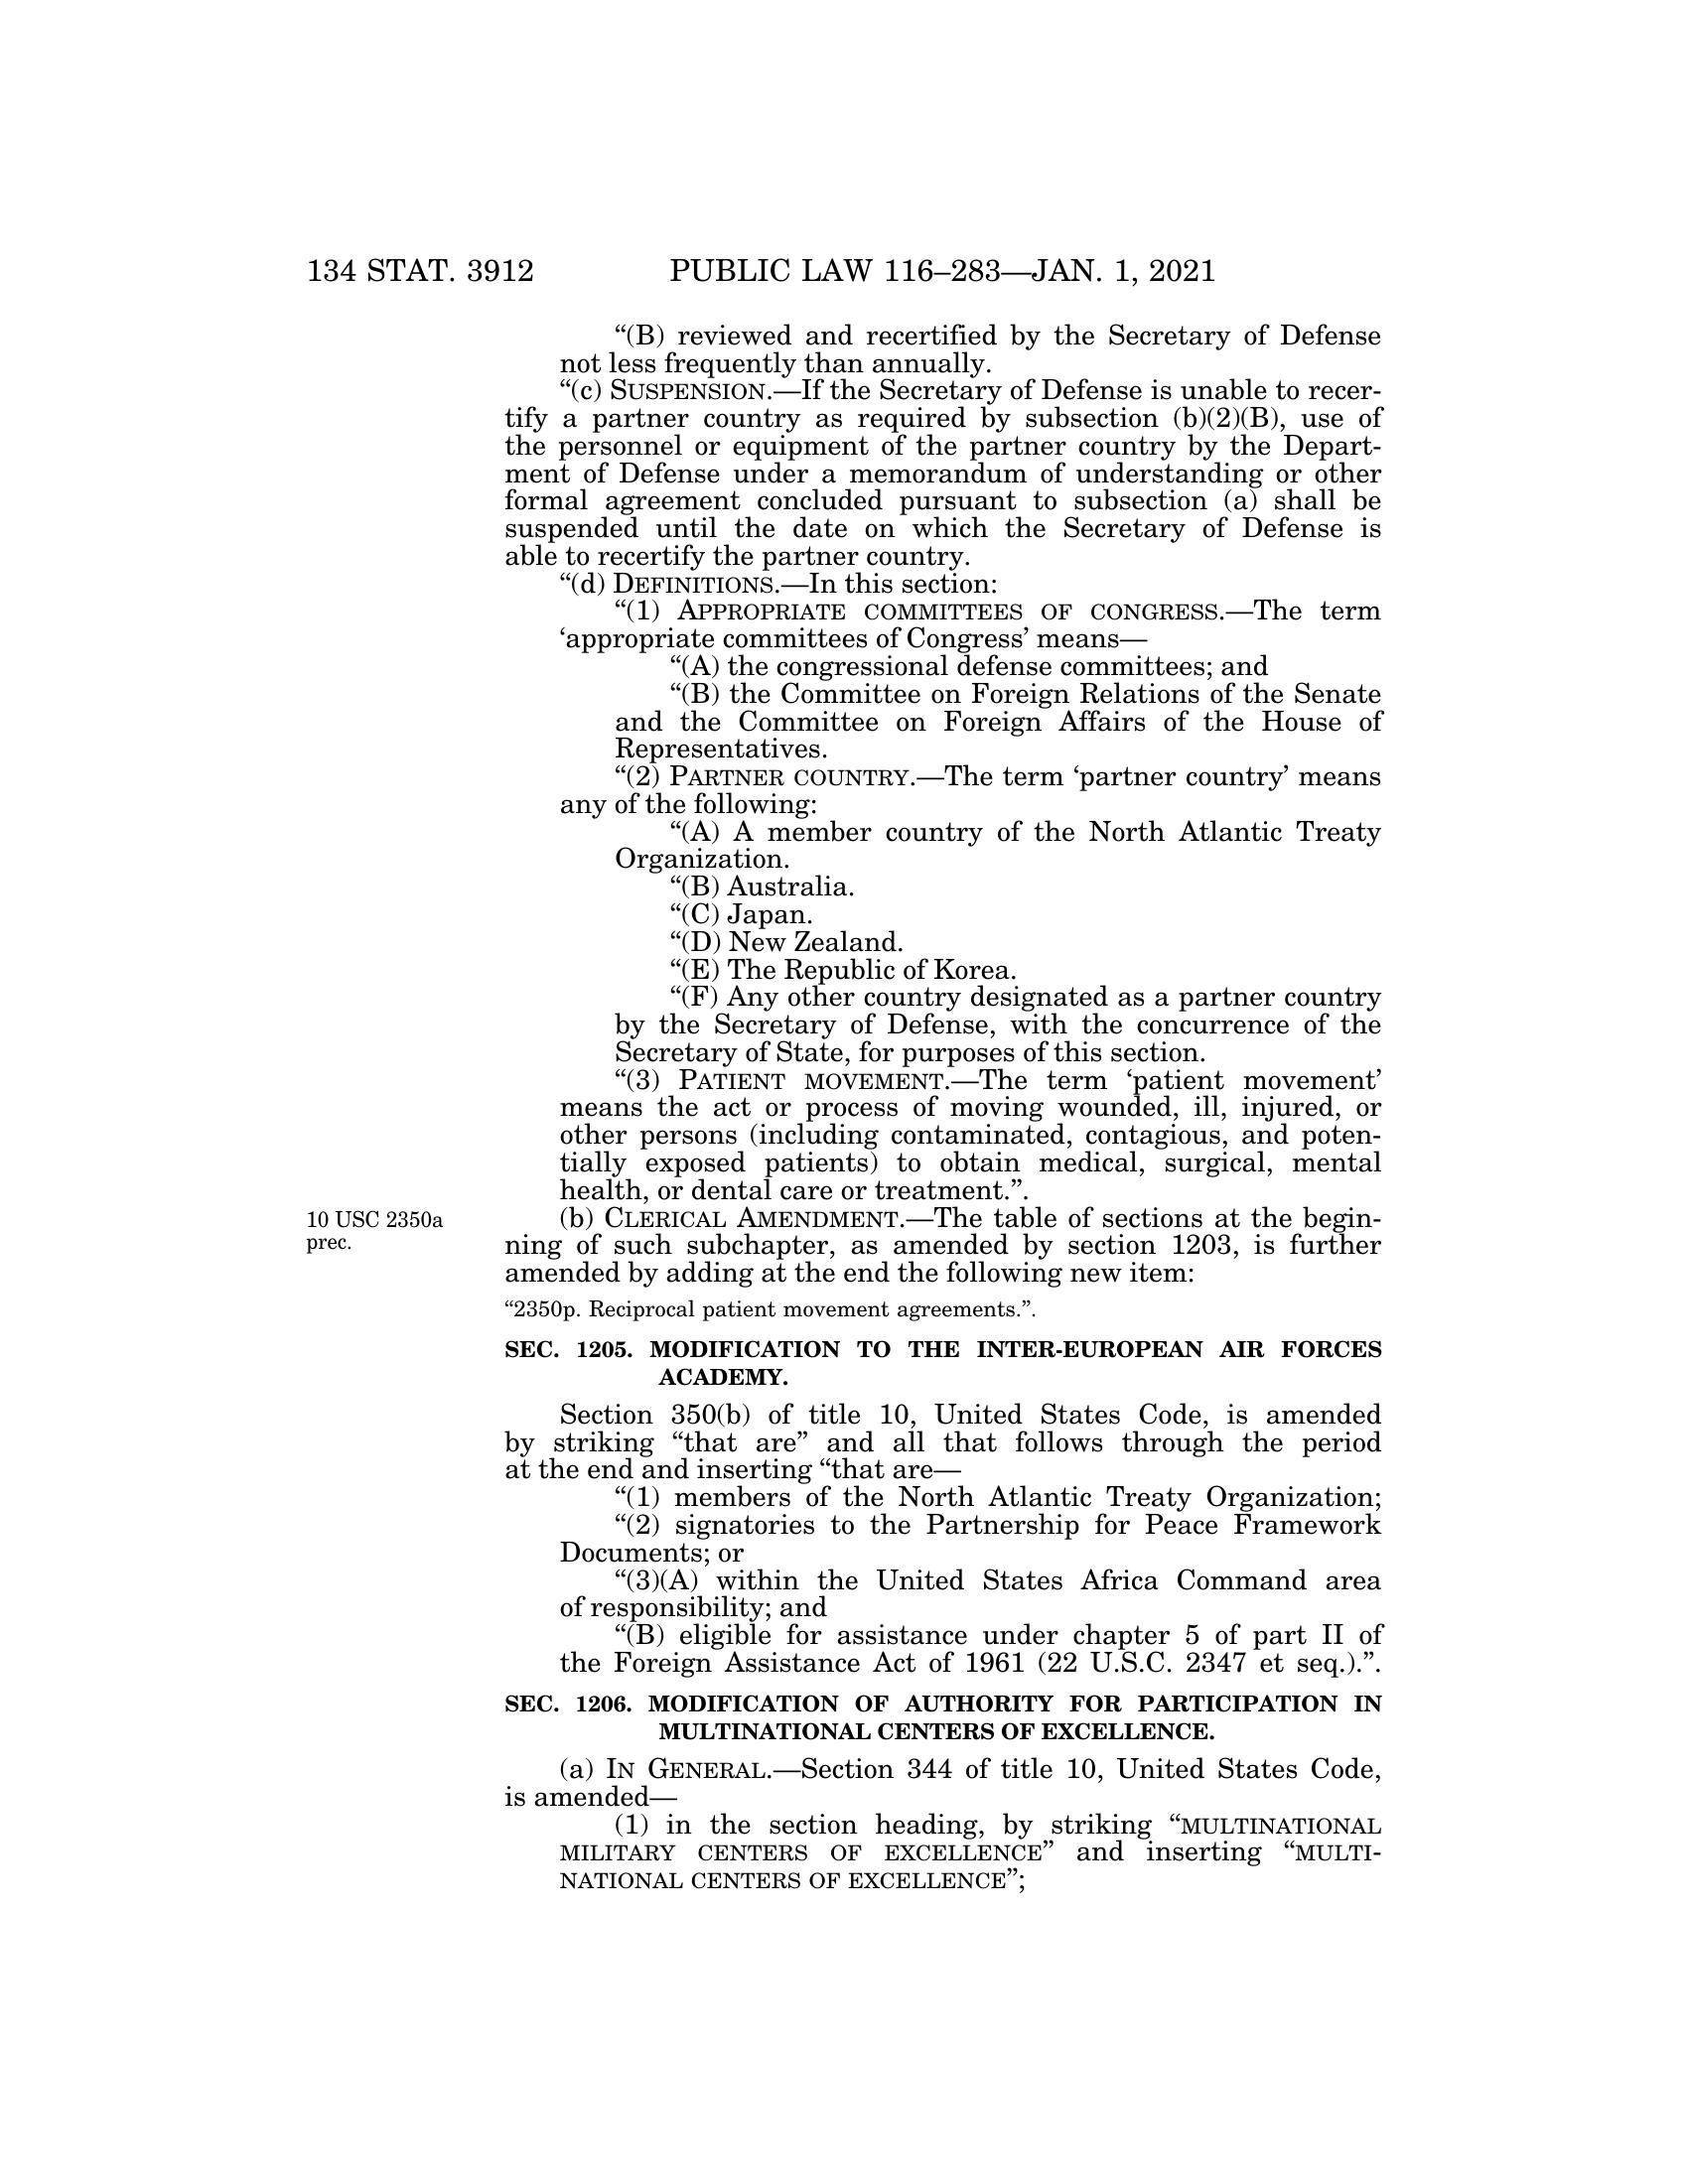 134 STAT. 3912 PUBLIC LAW 116–283—JAN. 1, 2021
“(B) reviewed and recertified by the Secretary of Defense
not less frequently than annually.
“(c) SUSPENSION.—If the Secretary of Defense is unable to recer-
tify a partner country as required by subsection (b)(2)(B), use of
the personnel or equipment of the partner country by the Depart-
ment of Defense under a memorandum of understanding or other
formal agreement concluded pursuant to subsection (a) shall be
suspended until the date on which the Secretary of Defense is
able to recertify the partner country.
“(d) DEFINITIONS.—In this section:
“(1) APPROPRIATE COMMITTEES OF CONGRESS.—The term
‘appropriate committees of Congress’ means—
“(A) the congressional defense committees; and
“(B) the Committee on Foreign Relations of the Senate
and the Committee on Foreign Affairs of the House of
Representatives.
“(2) PARTNER COUNTRY.—The term ‘partner country’ means
any of the following:
“(A) A member country of the North Atlantic Treaty
Organization.
“(B) Australia.
“(C) Japan.
“(D) New Zealand.
“(E) The Republic of Korea.
“(F) Any other country designated as a partner country
by the Secretary of Defense, with the concurrence of the
Secretary of State, for purposes of this section.
“(3) PATIENT MOVEMENT.—The term ‘patient movement’
means the act or process of moving wounded, ill, injured, or
other persons (including contaminated, contagious, and poten-
tially exposed patients) to obtain medical, surgical, mental
health, or dental care or treatment.”.
10 USC 2350a
prec.
(b) CLERICAL AMENDMENT.—The table of sections at the begin-
ning of such subchapter, as amended by section 1203, is further
amended by adding at the end the following new item:
“2350p. Reciprocal patient movement agreements.”.
SEC. 1205. MODIFICATION TO THE INTER-EUROPEAN AIR FORCES
ACADEMY.
Section 350(b) of title 10, United States Code, is amended
by striking “that are” and all that follows through the period
at the end and inserting “that are—
“(1) members of the North Atlantic Treaty Organization;
“(2) signatories to the Partnership for Peace Framework
Documents; or
“(3)(A) within the United States Africa Command area
of responsibility; and
“(B) eligible for assistance under chapter 5 of part II of
the Foreign Assistance Act of 1961 (22 U.S.C. 2347 et seq.).”.
SEC. 1206. MODIFICATION OF AUTHORITY FOR PARTICIPATION IN
MULTINATIONAL CENTERS OF EXCELLENCE.
(a) IN GENERAL.—Section 344 of title 10, United States Code,
is amended—
(1) in the section heading, by striking “MULTINATIONAL
MILITARY CENTERS OF EXCELLENCE” and inserting “MULTI-
NATIONAL CENTERS OF EXCELLENCE”;